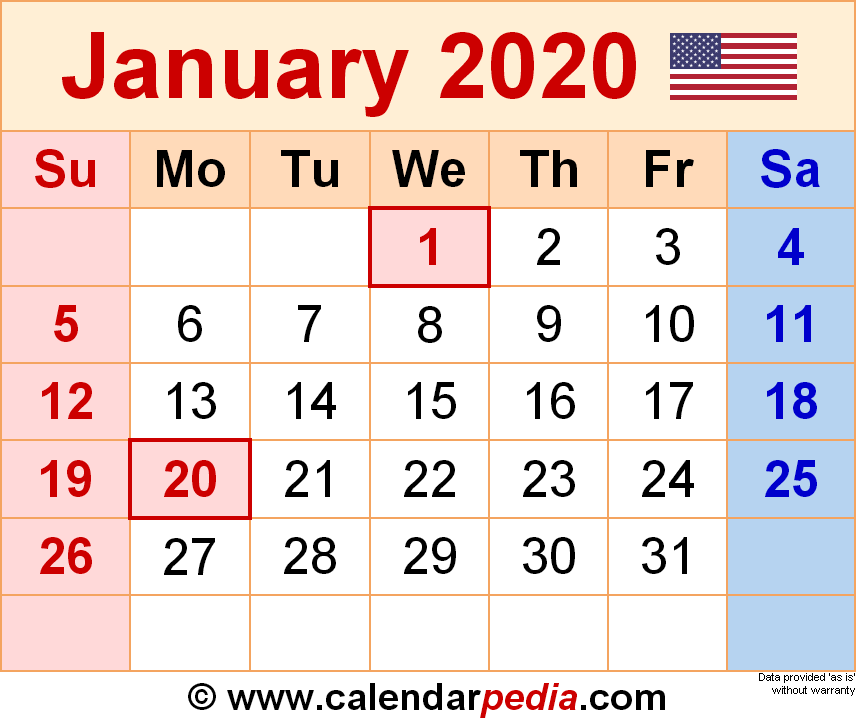 January 2020
Su Mo Tu We Th Fr Sa
1 2 3 4
5 6 7 8 9 10 11
12 13 14 15 16 17 18
19 20 21 22 23 24 25
26 27 28 29 30 31
Data provided 'as is'
without warranty
© www.calendarpedia.com